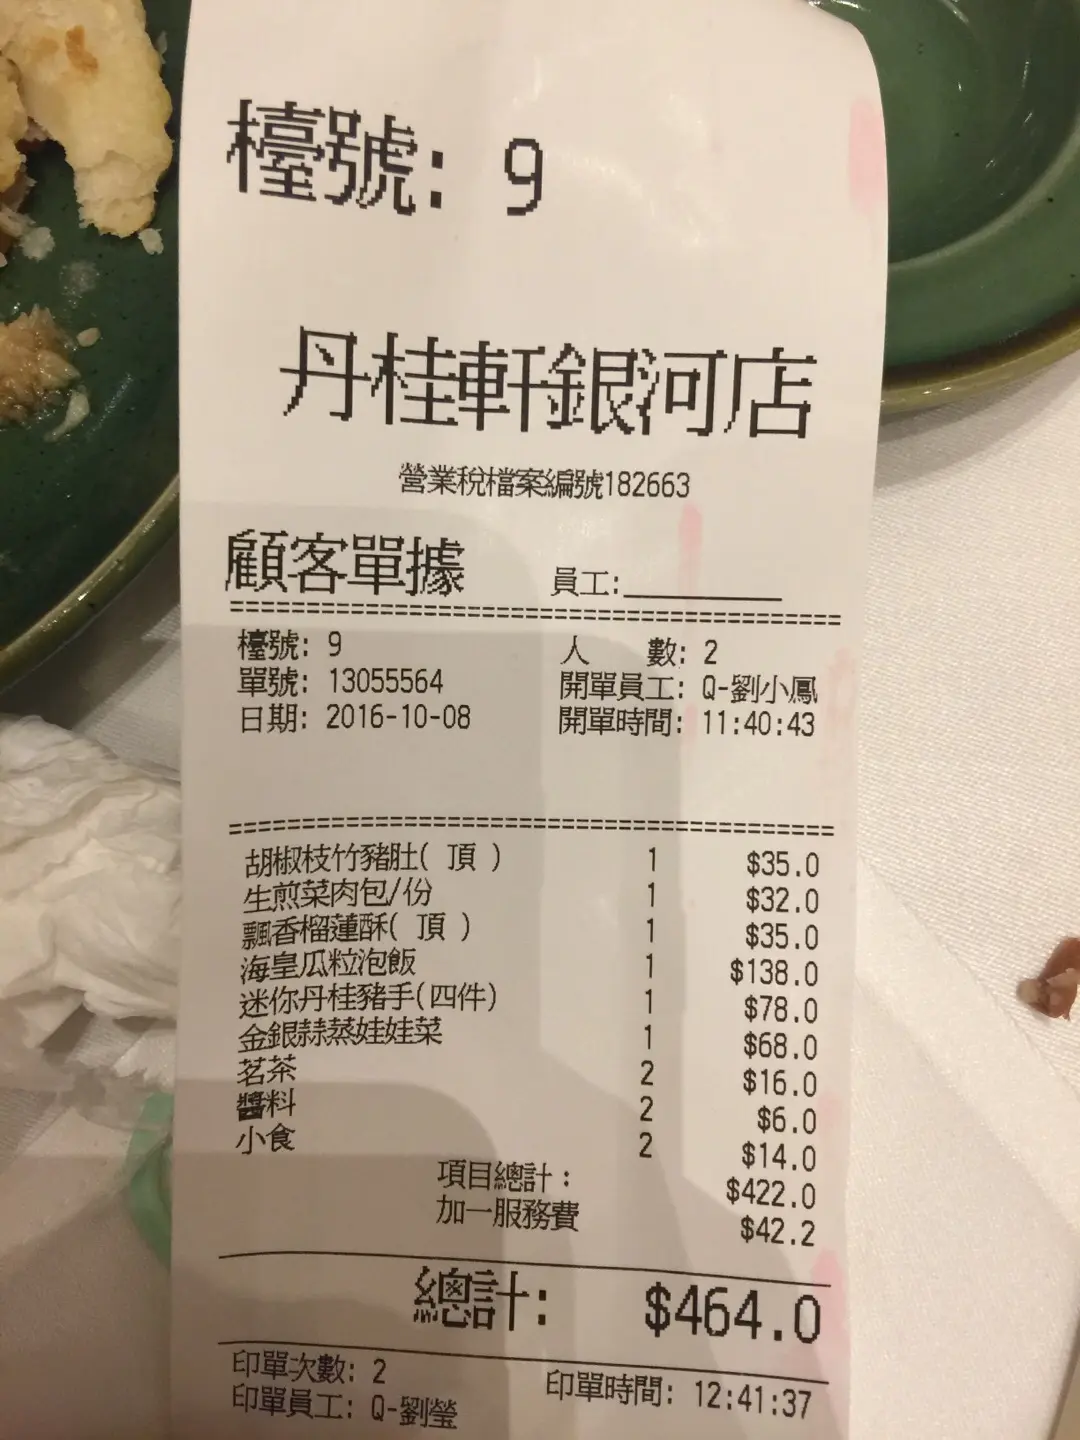 檯號: 9
丹桂軒銀河店
營業稅檔案編號182663
顧客單據 員工:
檯號: 9 人 數: 2
單號: 13055564 開單員工: Q-劉小鳳
日期: 2016-10-08 開單時間: 11:40:43
胡椒枝竹豬肚( 頂 ) 1 $35.0
生煎菜肉包/份 1 $32.0
飄香榴蓮酥( 頂 ) 1 $35.0
海皇瓜粒泡飯 1 $138.0
迷你丹桂豬手(四件) 1 $78.0
金銀蒜蒸娃娃菜 1 $68.0
茗茶 2 $16.0
醬料 2 $6.0
小食 2 $14.0
項目總計: $422.0
加一服務費 $42.2
總計: $464.0
印單次數: 2 印單時間: 12:41:37
印單員工: Q-劉瑩